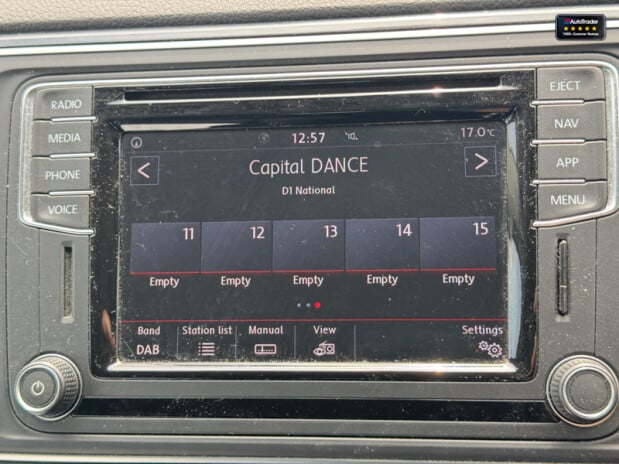 AutoTrader
RADIO
MEDIA
PHONE
VOICE
EJECT
NAV
APP
MENU
12:57
17.0°C
< Capital DANCE >
D1 National
11 12 13 14 15
Empty Empty Empty Empty Empty
Band Station list Manual View Settings
DAB